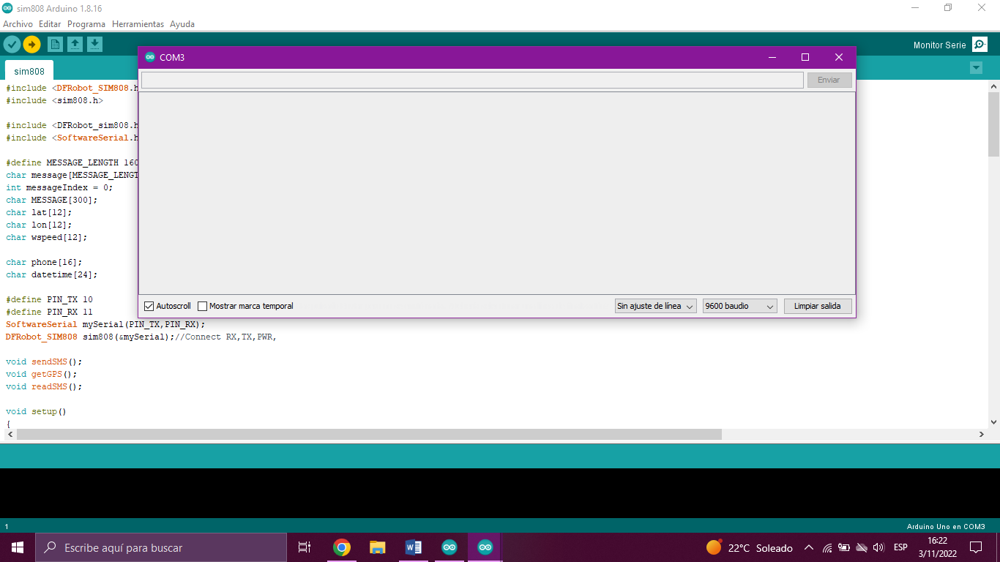 sim808 Arduino 1.8.16
Archivo Editar Programa Herramientas Ayuda
Monitor Serie
sim808
COM3
Enviar
#include <DFRobot_SIM808.h
#include <sim808.h>
#include <DFRobot_sim808.h
#include <SoftwareSerial.h
#define MESSAGE_LENGTH 160
char message[MESSAGE_LENGT
int messageIndex = 0;
char MESSAGE[300];
char lat[12];
char lon[12];
char wspeed[12];
char phone[16];
char datetime[24];
#define PIN_TX 10
#define PIN_RX 11
SoftwareSerial mySerial(PIN_TX,PIN_RX);
DFRobot_SIM808 sim808(&mySerial);//Connect RX,TX,PWR,
void sendSMS();
void getGPS();
void readSMS();
void setup()
{
Autoscroll Mostrar marca temporal Sin ajuste de línea 9600 baudio Limpiar salida
1 Arduino Uno en COM3
Escribe aquí para buscar
22°C Soleado ESP 16:22
3/11/2022